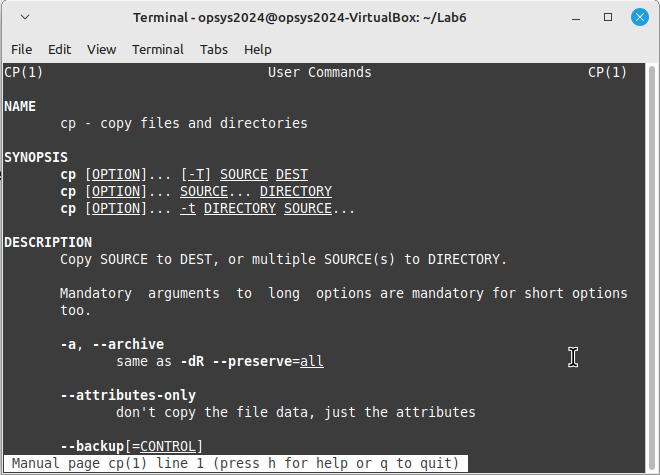 Terminal - opsys2024@opsys2024-VirtualBox: ~/Lab6
File Edit View Terminal Tabs Help
CP(1) User Commands CP(1)
NAME
cp - copy files and directories
SYNOPSIS
cp [OPTION]... [-T] SOURCE DEST
cp [OPTION]... SOURCE... DIRECTORY
cp [OPTION]... -t DIRECTORY SOURCE...
DESCRIPTION
Copy SOURCE to DEST, or multiple SOURCE(s) to DIRECTORY.
Mandatory arguments to long options are mandatory for short options
too.
-a, --archive
same as -dR --preserve=all
--attributes-only
don't copy the file data, just the attributes
--backup[=CONTROL]
Manual page cp(1) line 1 (press h for help or q to quit)